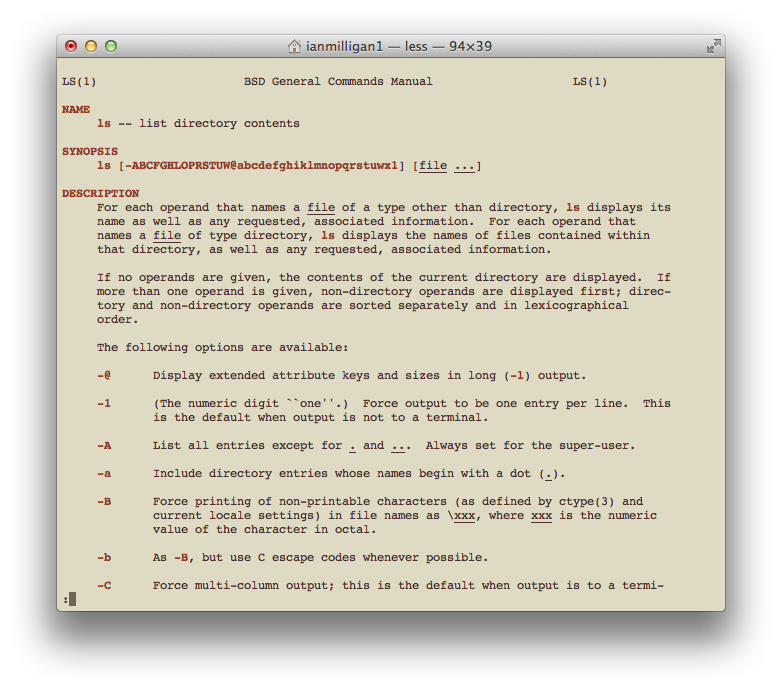 ianmilligan1 — less — 94×39
LS(1)                     BSD General Commands Manual                    LS(1)
NAME
ls -- list directory contents
SYNOPSIS
ls [-ABCFGHLOPRSTUW@abcdefghiklmnopqrstuwx1] [file ...]
DESCRIPTION
For each operand that names a file of a type other than directory, ls displays its
name as well as any requested, associated information.  For each operand that
names a file of type directory, ls displays the names of files contained within
that directory, as well as any requested, associated information.
If no operands are given, the contents of the current directory are displayed.  If
more than one operand is given, non-directory operands are displayed first; direc-
tory and non-directory operands are sorted separately and in lexicographical
order.
The following options are available:
-@      Display extended attribute keys and sizes in long (-l) output.
-1      (The numeric digit ``one''.)  Force output to be one entry per line.  This
is the default when output is not to a terminal.
-A      List all entries except for . and ...  Always set for the super-user.
-a      Include directory entries whose names begin with a dot (.).
-B      Force printing of non-printable characters (as defined by ctype(3) and
current locale settings) in file names as \xxx, where xxx is the numeric
value of the character in octal.
-b      As -B, but use C escape codes whenever possible.
-C      Force multi-column output; this is the default when output is to a termi-
: